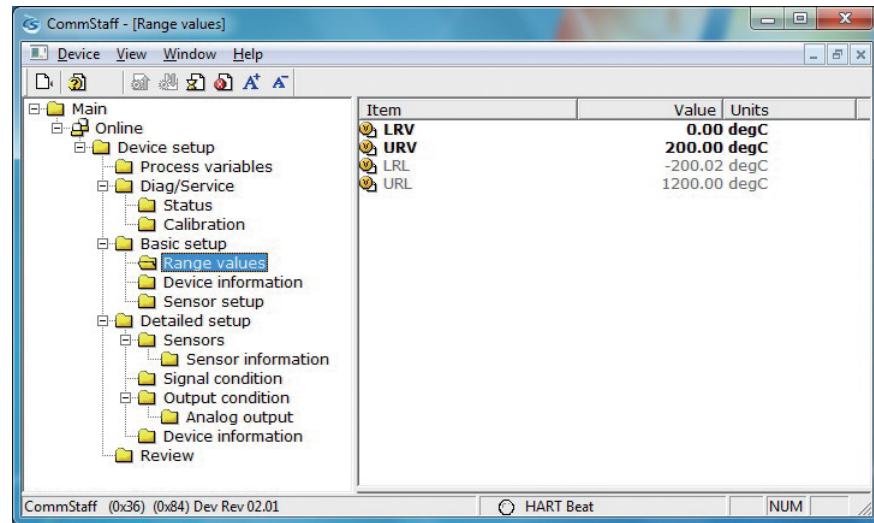 CommStaff - [Range values]
Device View Window Help
Main
Online
Device setup
Process variables
Diag/Service
Status
Calibration
Basic setup
Range values
Device information
Sensor setup
Detailed setup
Sensors
Sensor information
Signal condition
Output condition
Analog output
Device information
Review
Item Value Units
LRV 0.00 degC
URV 200.00 degC
LRL -200.02 degC
URL 1200.00 degC
CommStaff (0x36) (0x84) Dev Rev 02.01 HART Beat NUM